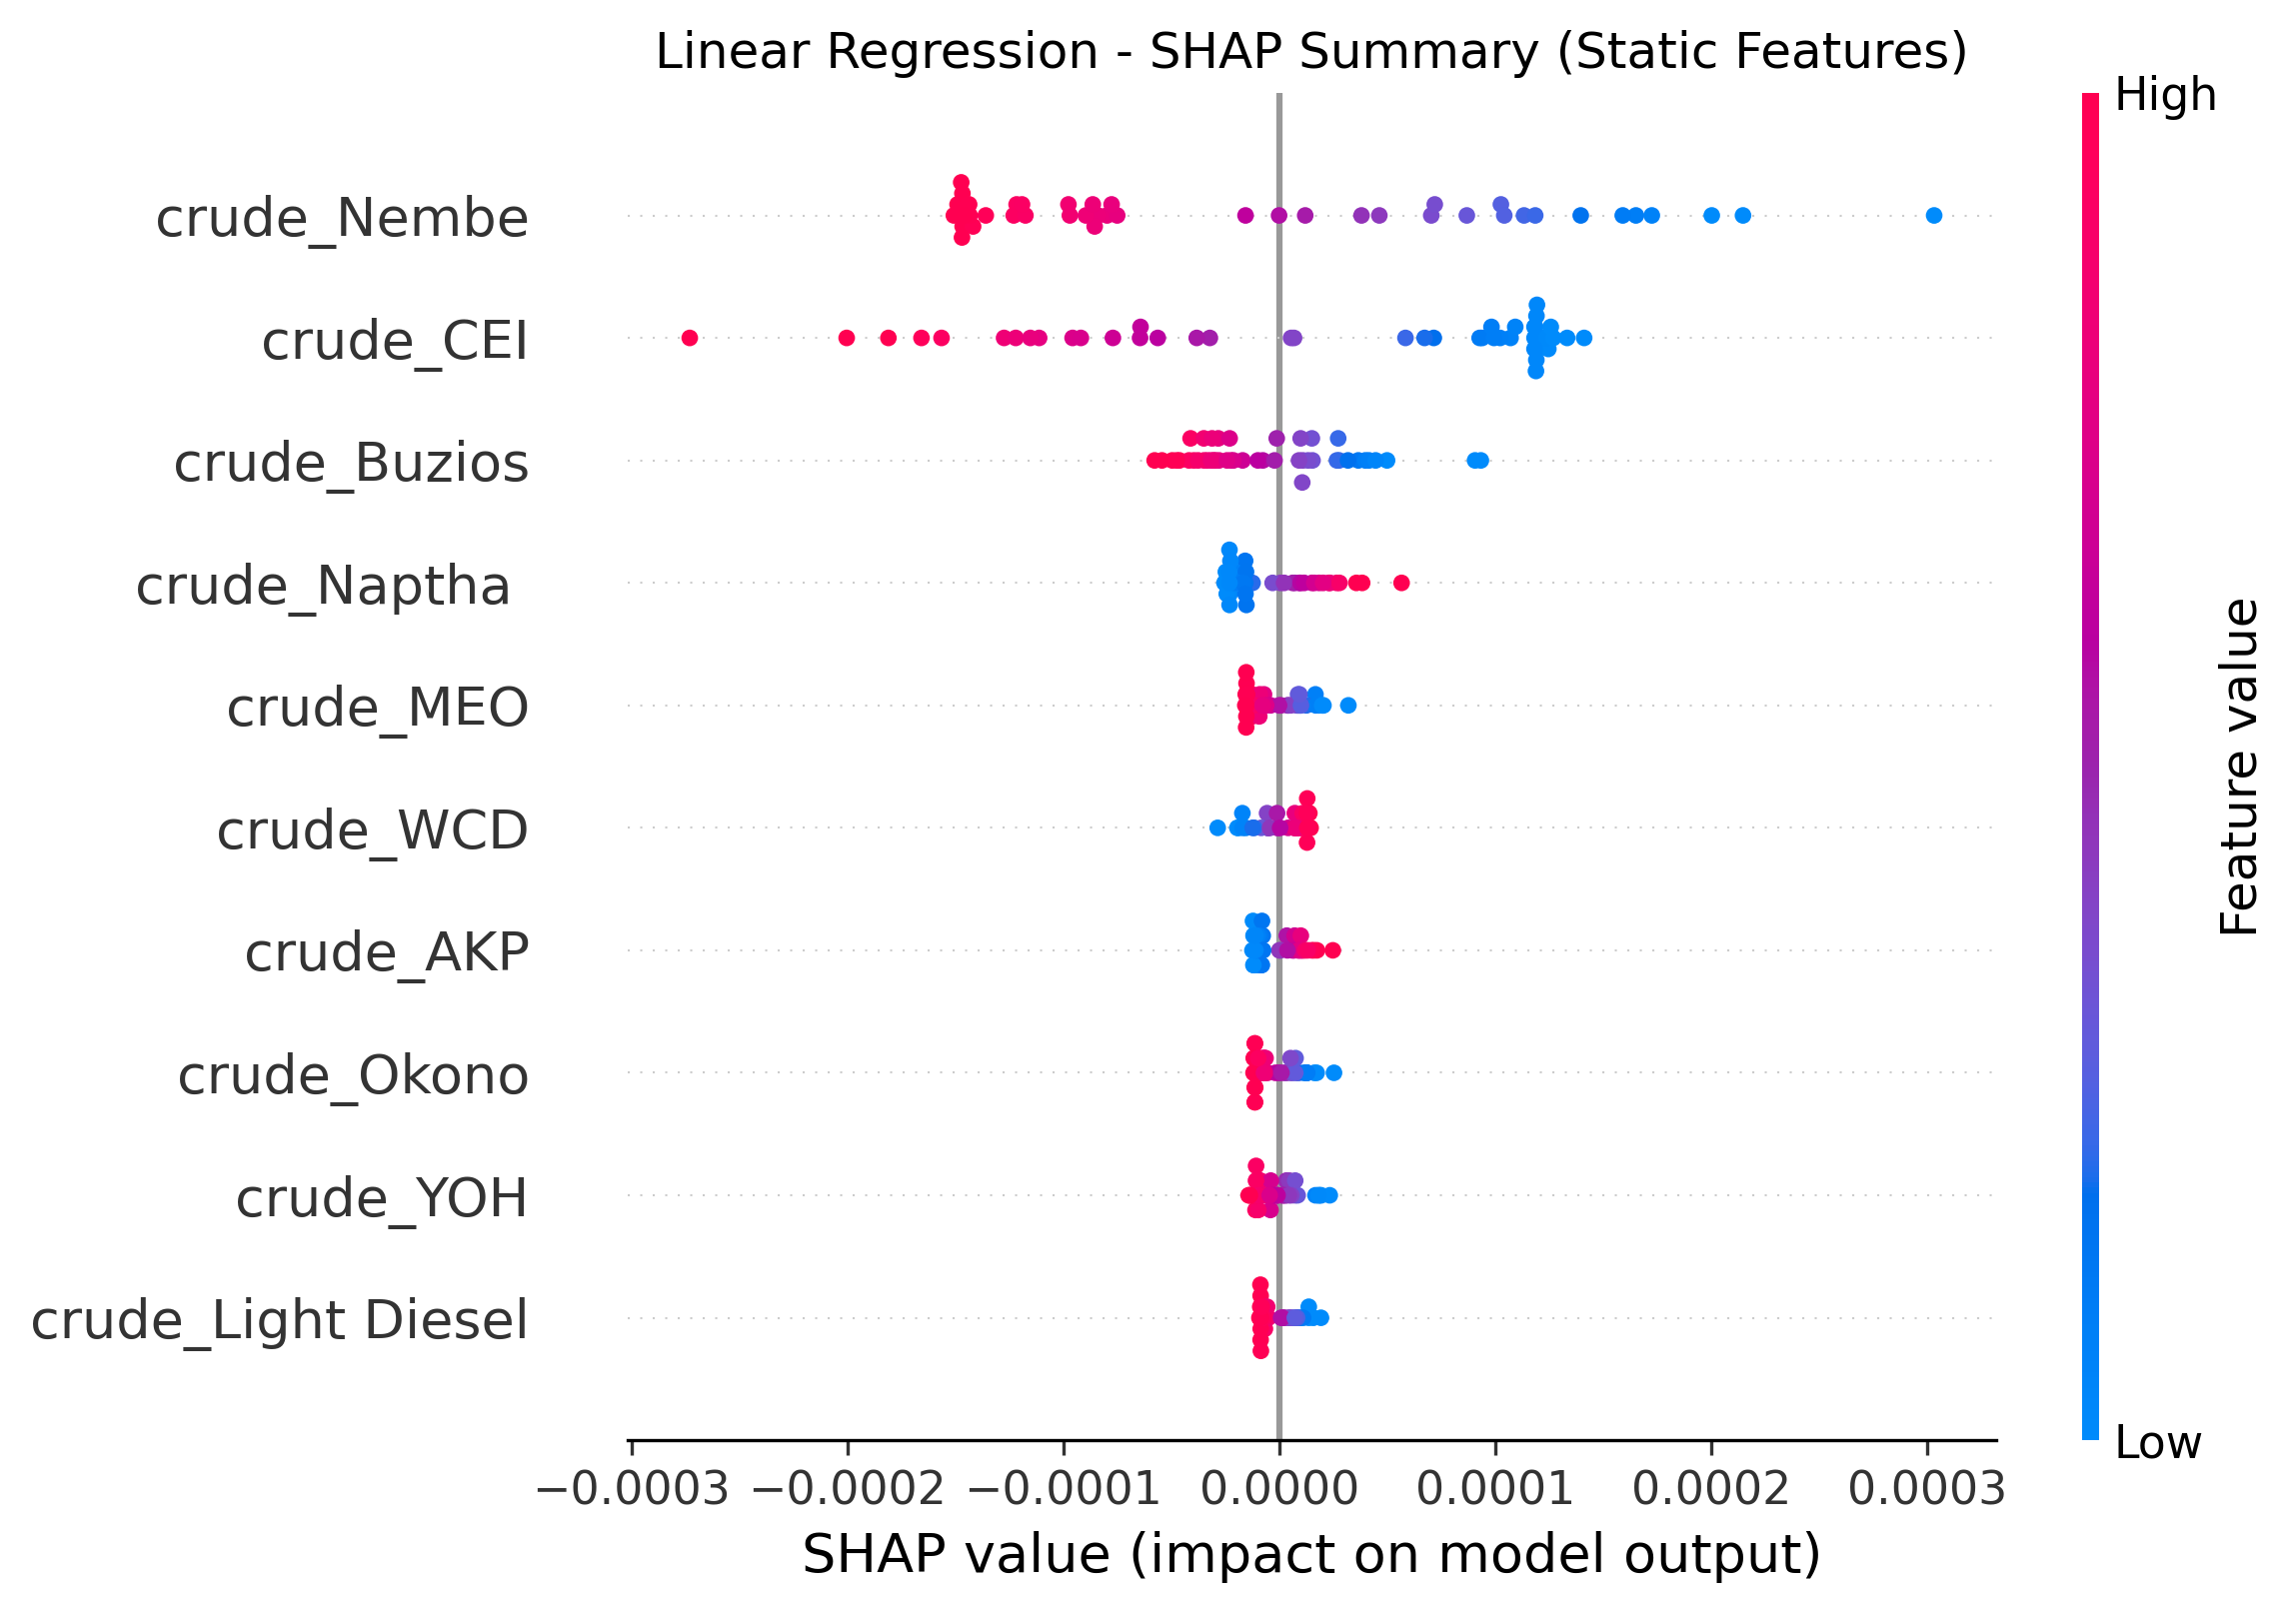 Linear Regression - SHAP Summary (Static Features)
High
crude_Nembe
crude_CEI
crude_Buzios
crude_Naptha
crude_MEO
crude_WCD
crude_AKP
crude_Okono
crude_YOH
crude_Light Diesel
Feature value
Low
−0.0003 −0.0002 −0.0001 0.0000 0.0001 0.0002 0.0003
SHAP value (impact on model output)